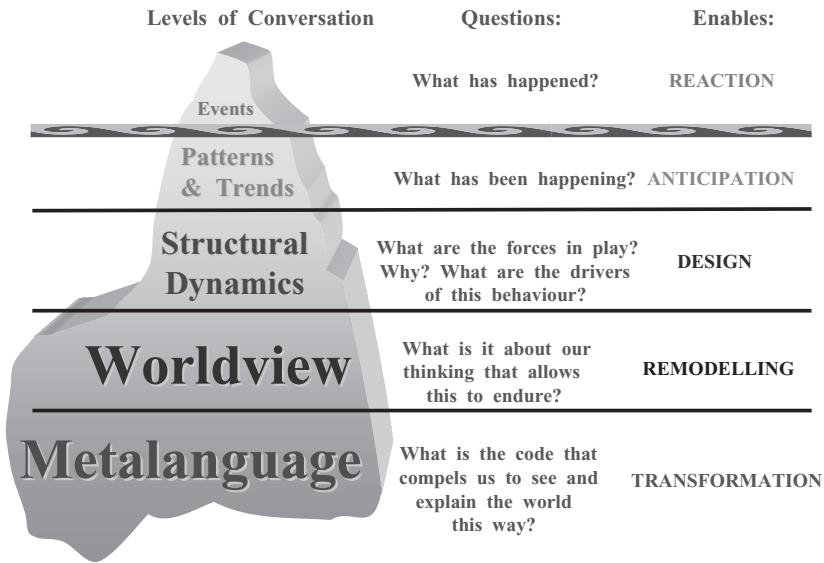 Levels of Conversation Questions: Enables:
Events What has happened? REACTION
Patterns
& Trends
What has been happening? ANTICIPATION
Structural
Dynamics
What are the forces in play?
Why? What are the drivers
of this behaviour?
DESIGN
Worldview
What is it about our
thinking that allows
this to endure?
REMODELLING
Metalanguage
What is the code that
compels us to see and
explain the world
this way?
TRANSFORMATION